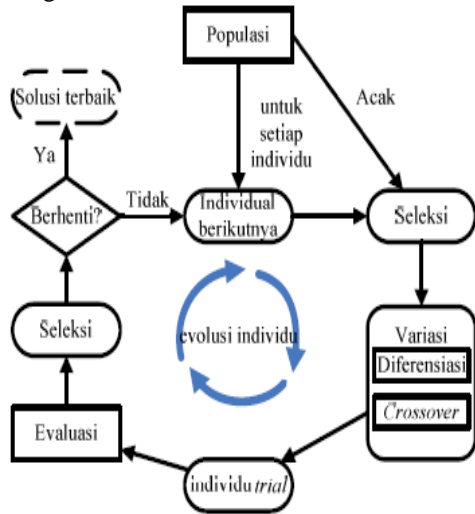 Populasi
Solusi terbaik
Acak
untuk
setiap
individu
Ya
Berhenti?
Tidak
Individual
berikutnya
Seleksi
Seleksi
evolusi individu
Variasi
Diferensiasi
Crossover
Evaluasi
individu trial